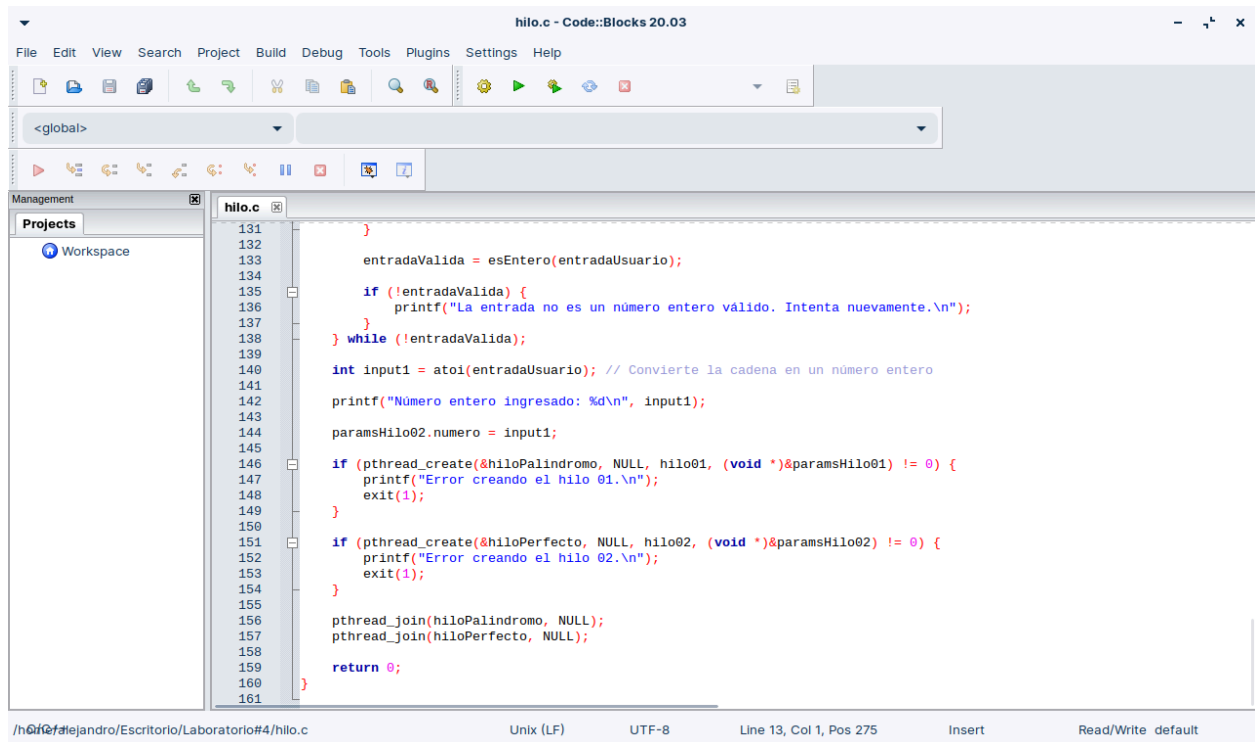 hilo.c - Code::Blocks 20.03
File Edit View Search Project Build Debug Tools Plugins Settings Help
<global>
Management
Projects
Workspace
hilo.c
131         }
132
133         entradaValida = esEntero(entradaUsuario);
134
135         if (!entradaValida) {
136             printf("La entrada no es un número entero válido. Intenta nuevamente.\n");
137         }
138     } while (!entradaValida);
139
140     int input1 = atoi(entradaUsuario); // Convierte la cadena en un número entero
141
142     printf("Número entero ingresado: %d\n", input1);
143
144     paramsHilo02.numero = input1;
145
146     if (pthread_create(&hiloPalindromo, NULL, hilo01, (void *)&paramsHilo01) != 0) {
147         printf("Error creando el hilo 01.\n");
148         exit(1);
149     }
150
151     if (pthread_create(&hiloPerfecto, NULL, hilo02, (void *)&paramsHilo02) != 0) {
152         printf("Error creando el hilo 02.\n");
153         exit(1);
154     }
155
156     pthread_join(hiloPalindromo, NULL);
157     pthread_join(hiloPerfecto, NULL);
158
159     return 0;
160 }
161
/home/alejandro/Escritorio/Laboratorio#4/hilo.c Unix (LF) UTF-8 Line 13, Col 1, Pos 275 Insert Read/Write default